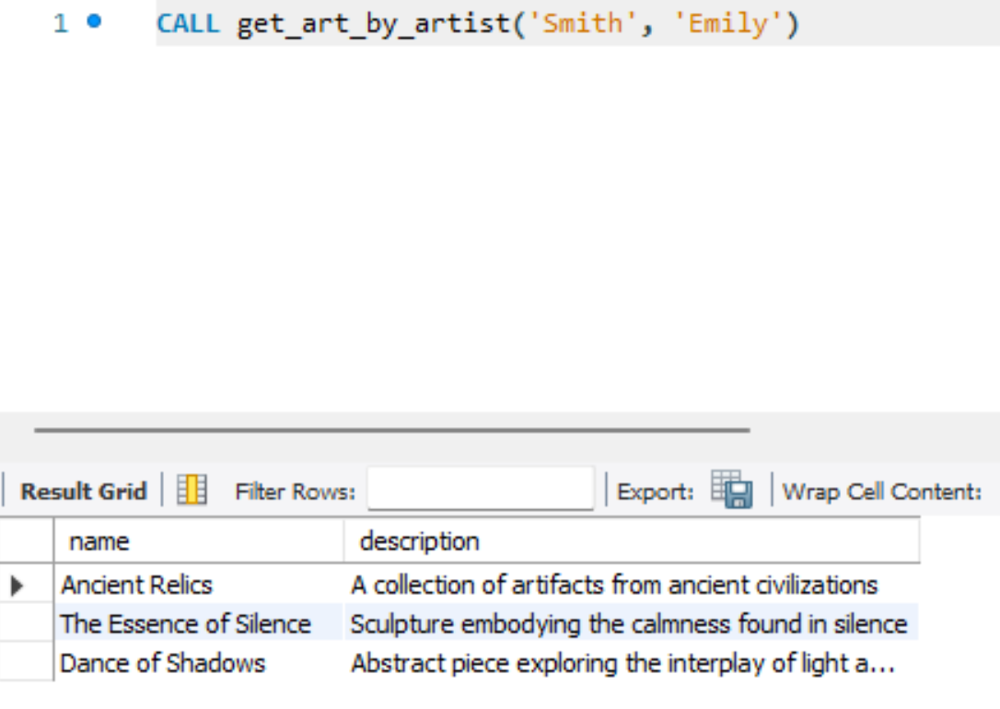 1 CALL get_art_by_artist('Smith', 'Emily')
Result Grid Filter Rows: Export: Wrap Cell Content:
name description
Ancient Relics A collection of artifacts from ancient civilizations
The Essence of Silence Sculpture embodying the calmness found in silence
Dance of Shadows Abstract piece exploring the interplay of light a...